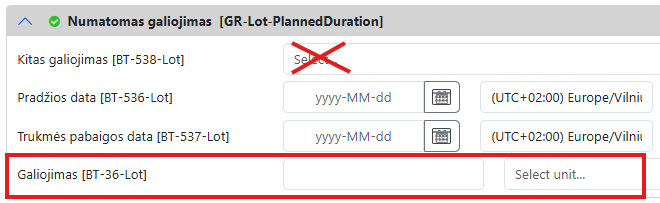 Numatomas galiojimas [GR-Lot-PlannedDuration]
Kitas galiojimas [BT-538-Lot] Select...
Pradžios data [BT-536-Lot] yyyy-MM-dd (UTC+02:00) Europe/Vilniu
Trukmės pabaigos data [BT-537-Lot] yyyy-MM-dd (UTC+02:00) Europe/Vilniu
Galiojimas [BT-36-Lot] Select unit...